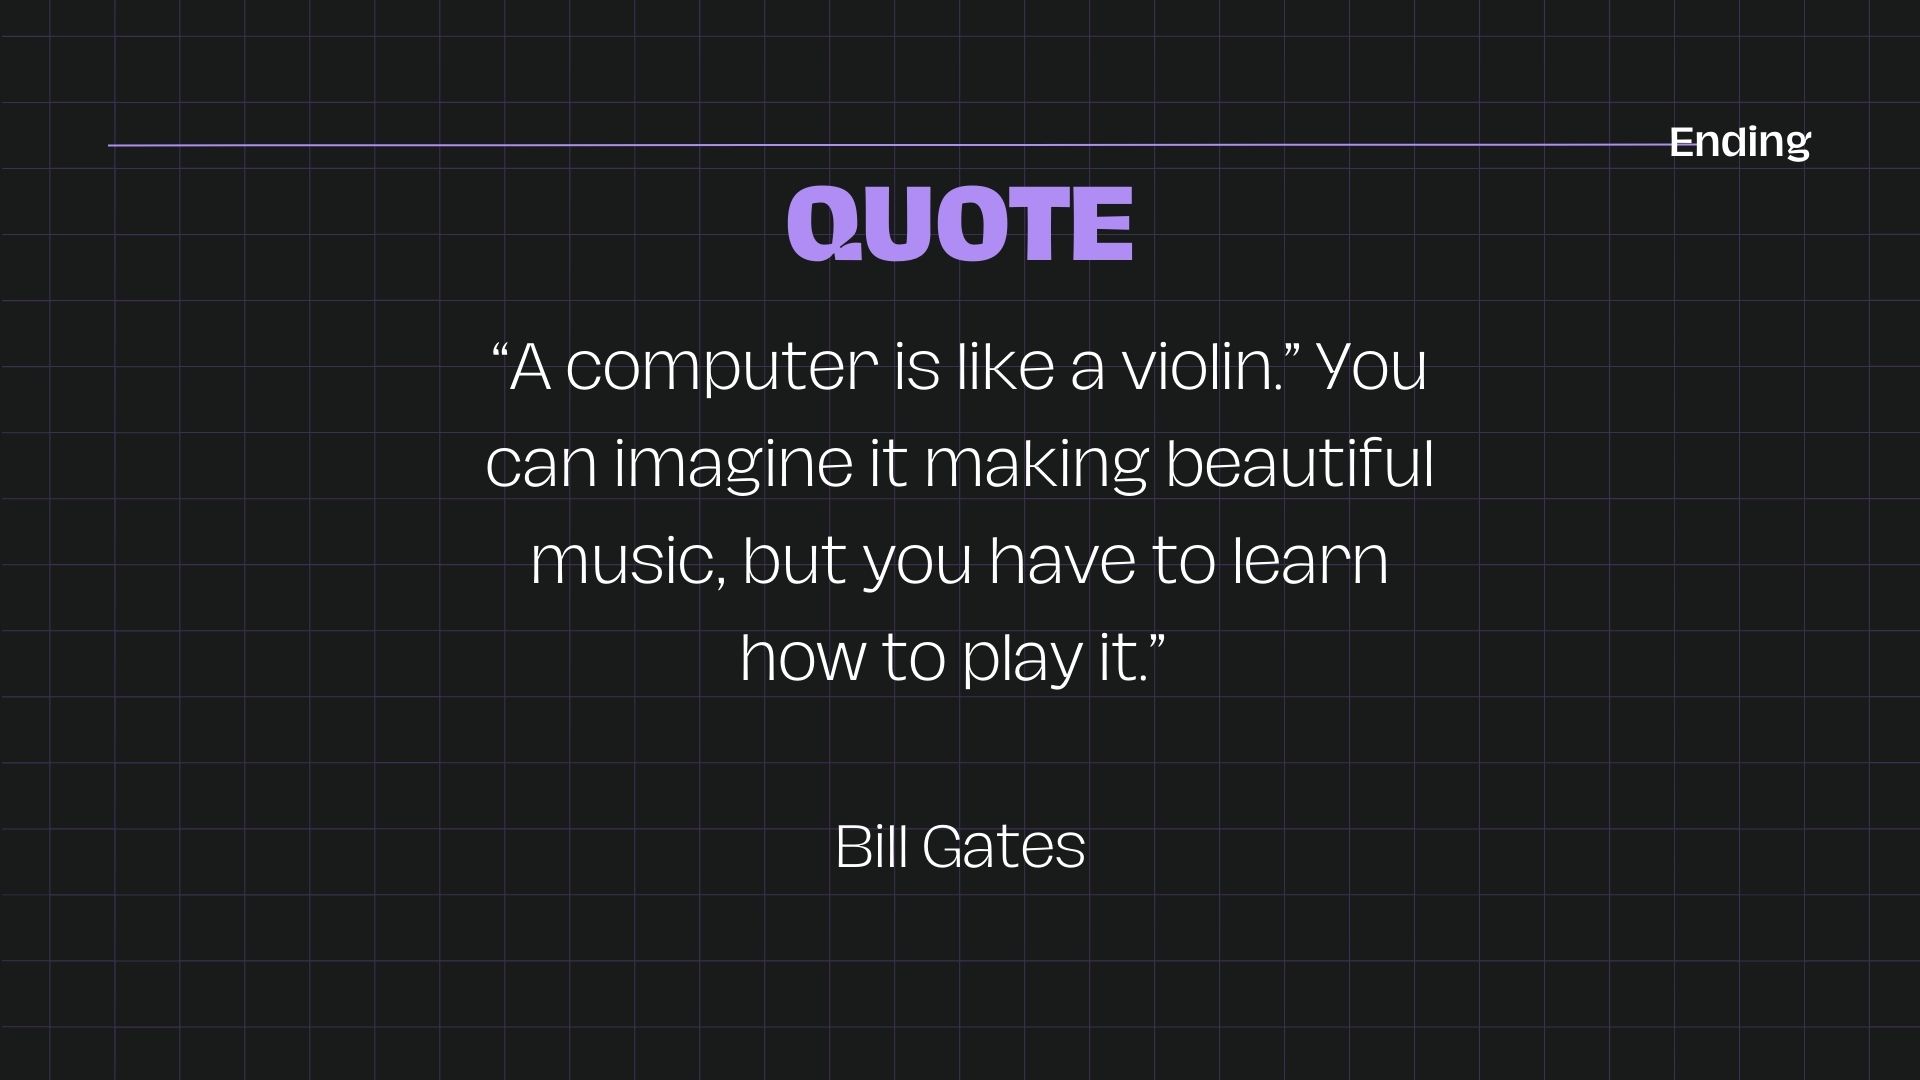 Ending
QUOTE
“A computer is like a violin.” You
can imagine it making beautiful
music, but you have to learn
how to play it.”
Bill Gates